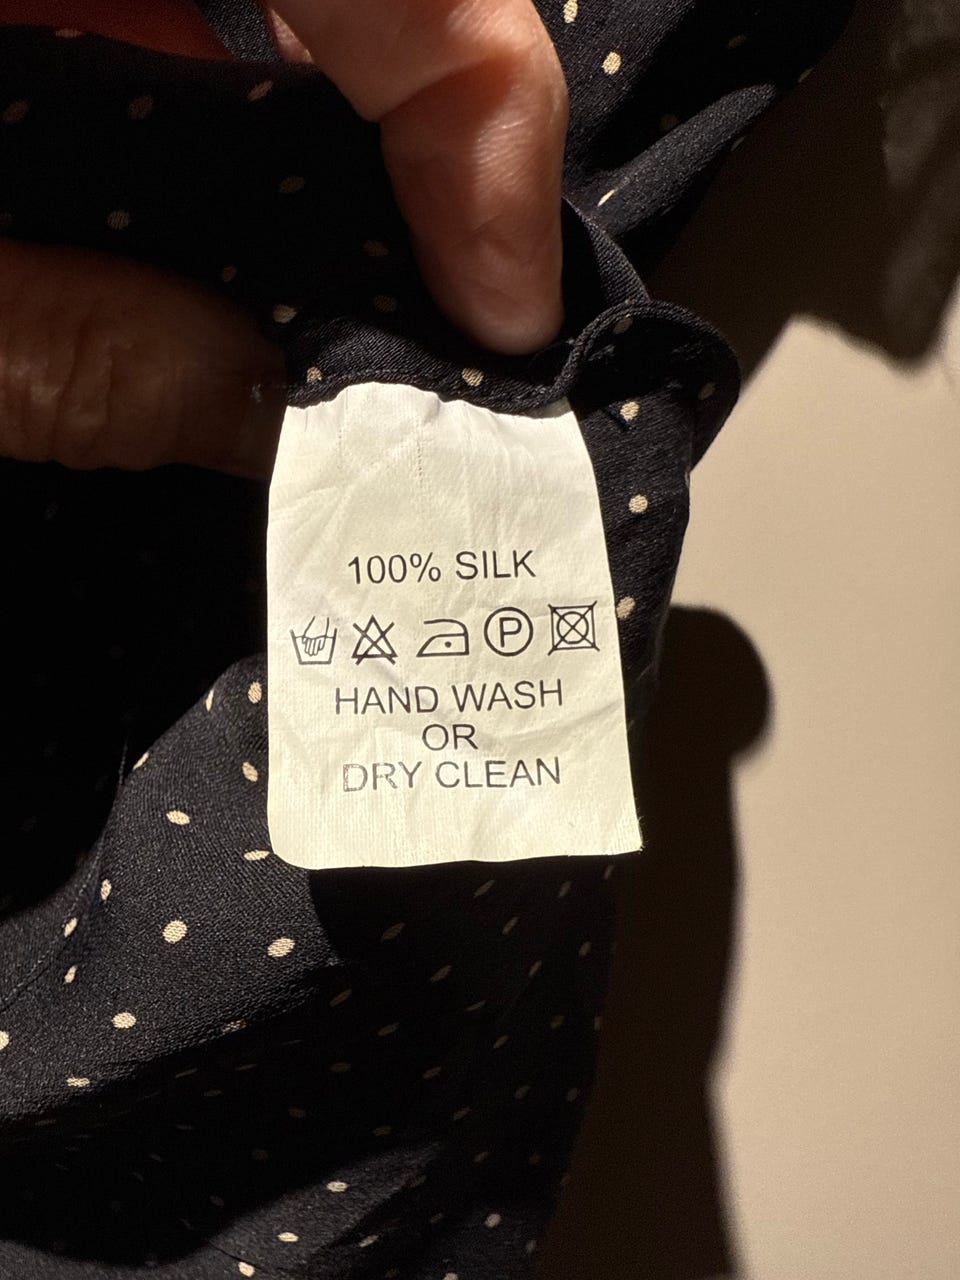 100% SILK
P
HAND WASH
OR
DRY CLEAN